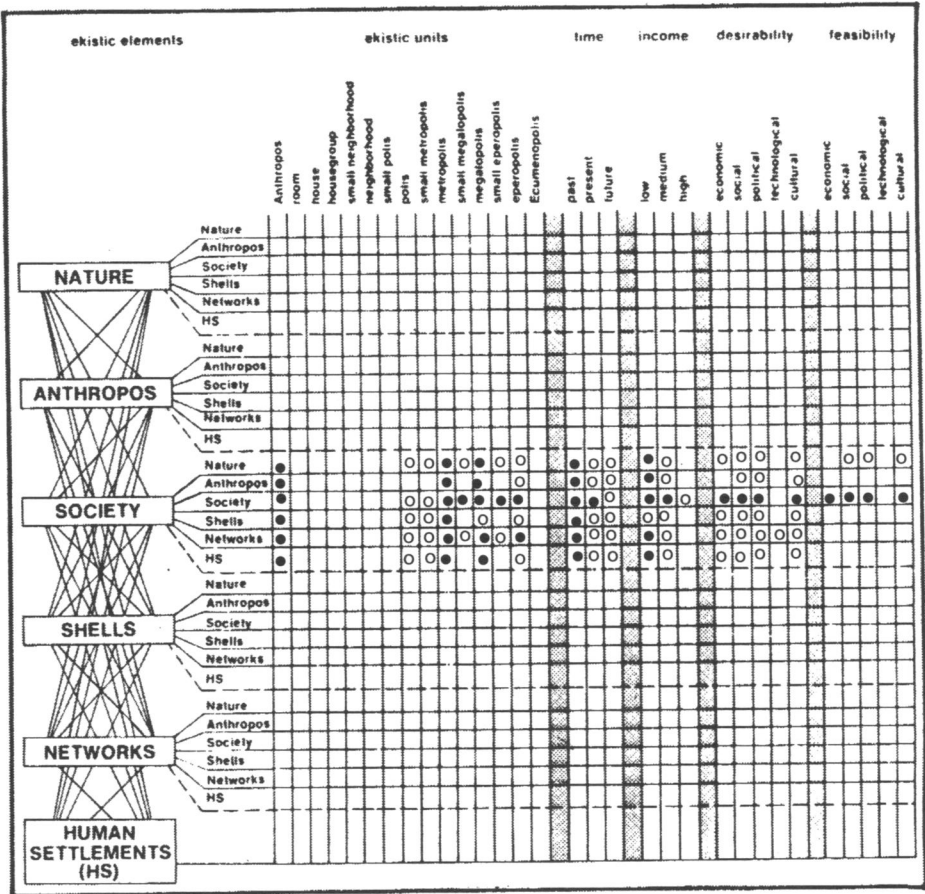 ekistic elements ekistic units time income desirability feasibility
Anthropos
room
house
housegroup
small neighborhood
neighborhood
small polis
polis
small metropolis
metropolis
small megalopolis
megalopolis
small eperopolis
eperopolis
Ecumenopolis
past
present
future
low
medium
high
economic
social
political
technological
cultural
economic
social
political
technological
cultural
NATURE
Nature
Anthropos
Society
Shells
Networks
HS
ANTHROPOS
Nature
Anthropos
Society
Shells
Networks
HS
SOCIETY
Nature
Anthropos
Society
Shells
Networks
HS
SHELLS
Nature
Anthropos
Society
Shells
Networks
HS
NETWORKS
Nature
Anthropos
Society
Shells
Networks
HS
HUMAN
SETTLEMENTS
(HS)